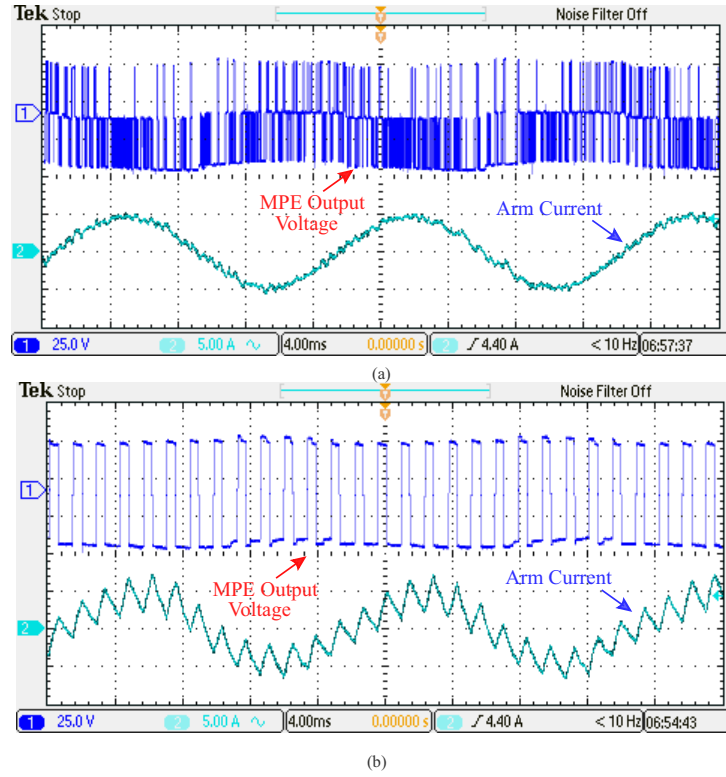 Tek Stop Noise Filter Off
T
T
1
MPE Output
Voltage
Arm Current
2
1 25.0 V 2 5.00 A 4.00ms 0.00000 s 2 4.40 A < 10 Hz 06:57:37
(a)
Tek Stop Noise Filter Off
T
T
1
MPE Output
Voltage
Arm Current
2
1 25.0 V 2 5.00 A 4.00ms 0.00000 s 2 4.40 A < 10 Hz 06:54:43
(b)